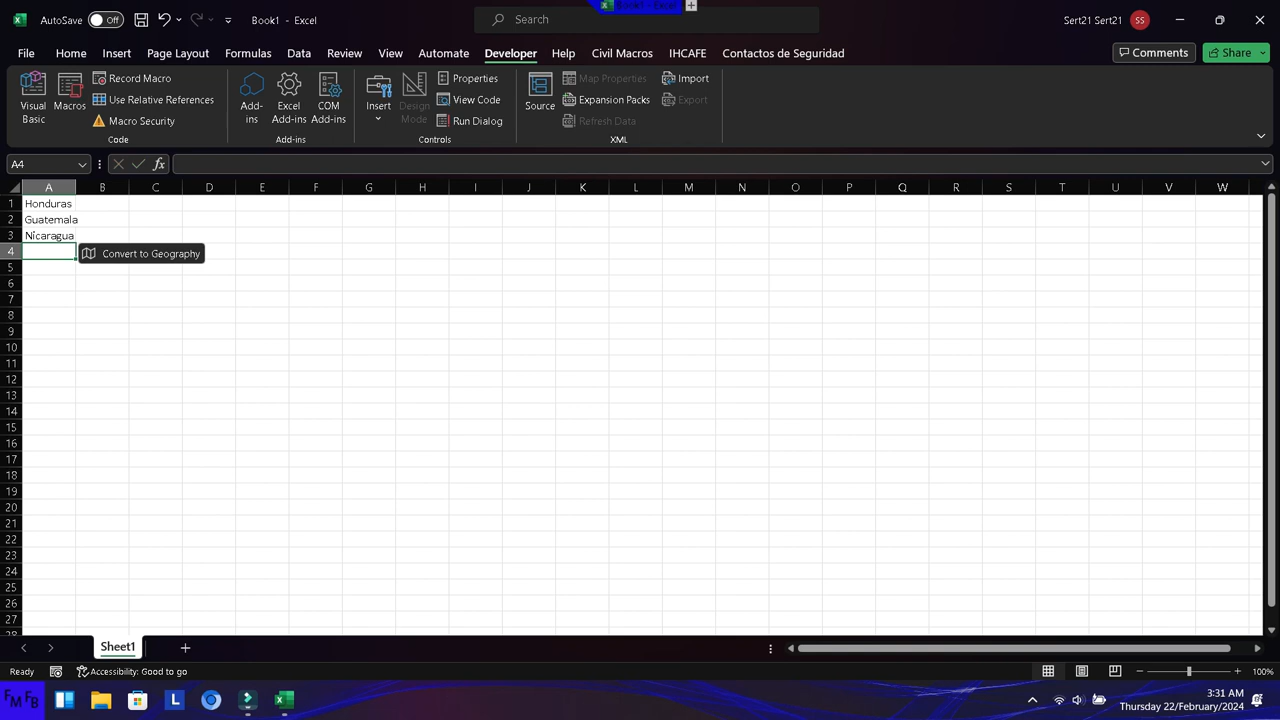 Book1 - Excel
AutoSave Off Book1 - Excel Search Sert21 Sert21 SS
File Home Insert Page Layout Formulas Data Review View Automate Developer Help Civil Macros IHCAFE Contactos de Seguridad Comments Share
Visual Basic
Macros
Record Macro
Use Relative References
Macro Security
Code
Add-ins
Excel Add-ins
COM Add-ins
Add-ins
Insert
Design Mode
Properties
View Code
Run Dialog
Controls
Source
Map Properties
Expansion Packs
Refresh Data
Import
Export
XML
A4 fx
A B C D E F G H I J K L M N O P Q R S T U V W
1 Honduras
2 Guatemala
3 Nicaragua
4 Convert to Geography
5
6
7
8
9
10
11
12
13
14
15
16
17
18
19
20
21
22
23
24
25
26
27
28
Sheet1
Ready Accessibility: Good to go 100%
FM FB L 3:31 AM
Thursday 22/February/2024